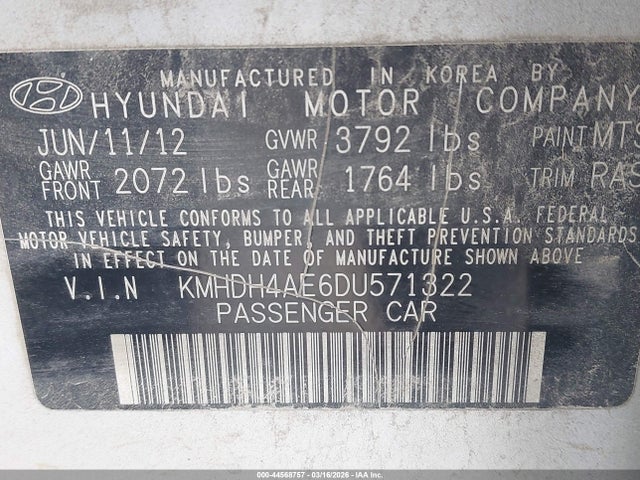 MANUFACTURED IN KOREA BY
HYUNDAI MOTOR COMPANY
JUN/11/12 GVWR 3792 lbs PAINT MT3
GAWR FRONT 2072 lbs GAWR REAR 1764 lbs TRIM RAS
THIS VEHICLE CONFORMS TO ALL APPLICABLE U.S.A. FEDERAL
MOTOR VEHICLE SAFETY, BUMPER, AND THEFT PREVENTION STANDARDS
IN EFFECT ON THE DATE OF MANUFACTURE SHOWN ABOVE
V.I.N KMHDH4AE6DU571322
PASSENGER CAR
000-44568757 - 03/16/2026 - IAA Inc.